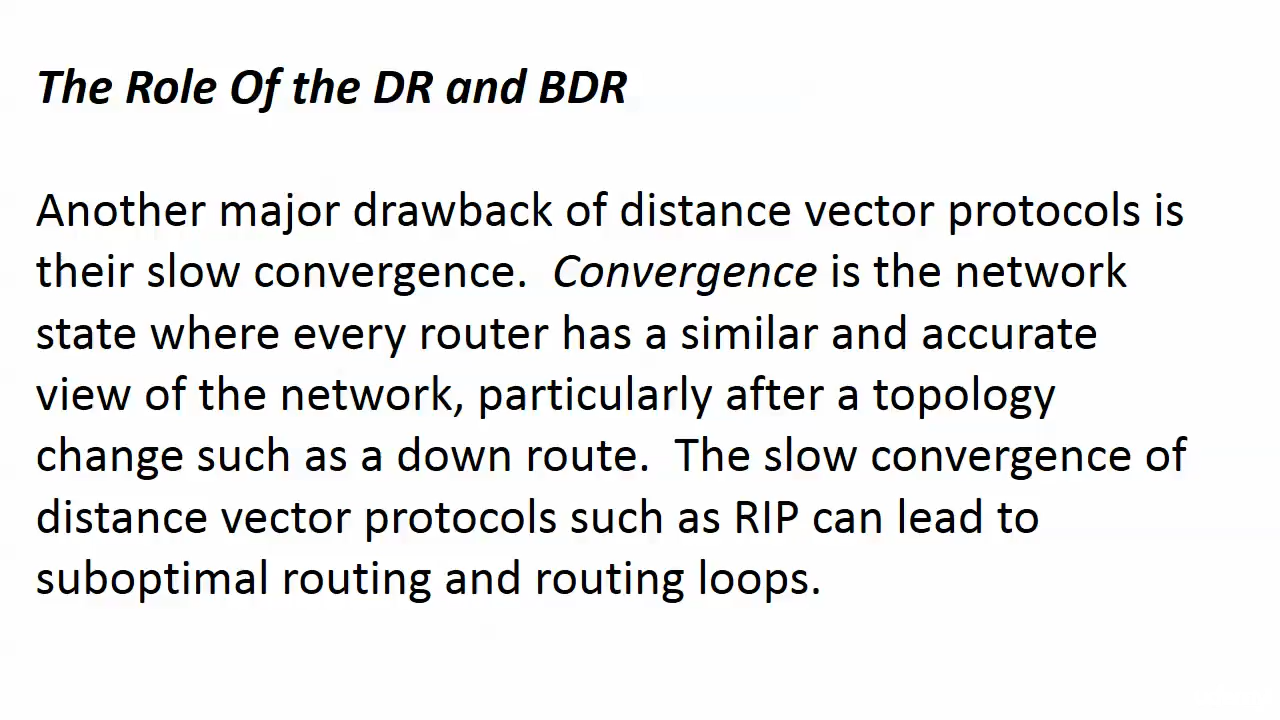 The Role Of the DR and BDR
Another major drawback of distance vector protocols is
their slow convergence.  Convergence is the network
state where every router has a similar and accurate
view of the network, particularly after a topology
change such as a down route.  The slow convergence of
distance vector protocols such as RIP can lead to
suboptimal routing and routing loops.